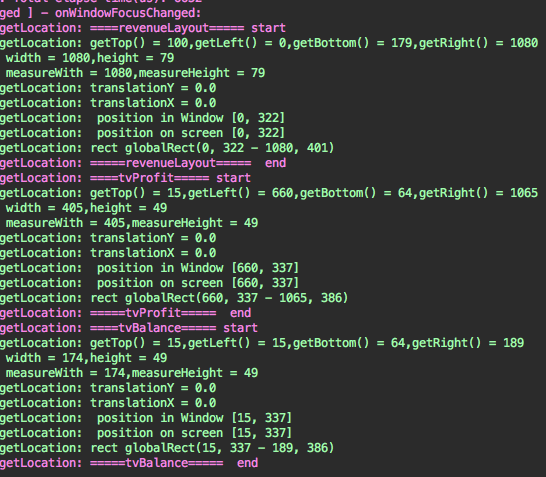 ged ] - onWindowFocusChanged:
getLocation: ====revenueLayout===== start
getLocation: getTop() = 100,getLeft() = 0,getBottom() = 179,getRight() = 1080
width = 1080,height = 79
measureWith = 1080,measureHeight = 79
getLocation: translationY = 0.0
getLocation: translationX = 0.0
getLocation:  position in Window [0, 322]
getLocation:  position on screen [0, 322]
getLocation: rect globalRect(0, 322 - 1080, 401)
getLocation: =====revenueLayout=====  end
getLocation: ====tvProfit===== start
getLocation: getTop() = 15,getLeft() = 660,getBottom() = 64,getRight() = 1065
width = 405,height = 49
measureWith = 405,measureHeight = 49
getLocation: translationY = 0.0
getLocation: translationX = 0.0
getLocation:  position in Window [660, 337]
getLocation:  position on screen [660, 337]
getLocation: rect globalRect(660, 337 - 1065, 386)
getLocation: =====tvProfit=====  end
getLocation: ====tvBalance===== start
getLocation: getTop() = 15,getLeft() = 15,getBottom() = 64,getRight() = 189
width = 174,height = 49
measureWith = 174,measureHeight = 49
getLocation: translationY = 0.0
getLocation: translationX = 0.0
getLocation:  position in Window [15, 337]
getLocation:  position on screen [15, 337]
getLocation: rect globalRect(15, 337 - 189, 386)
getLocation: =====tvBalance=====  end